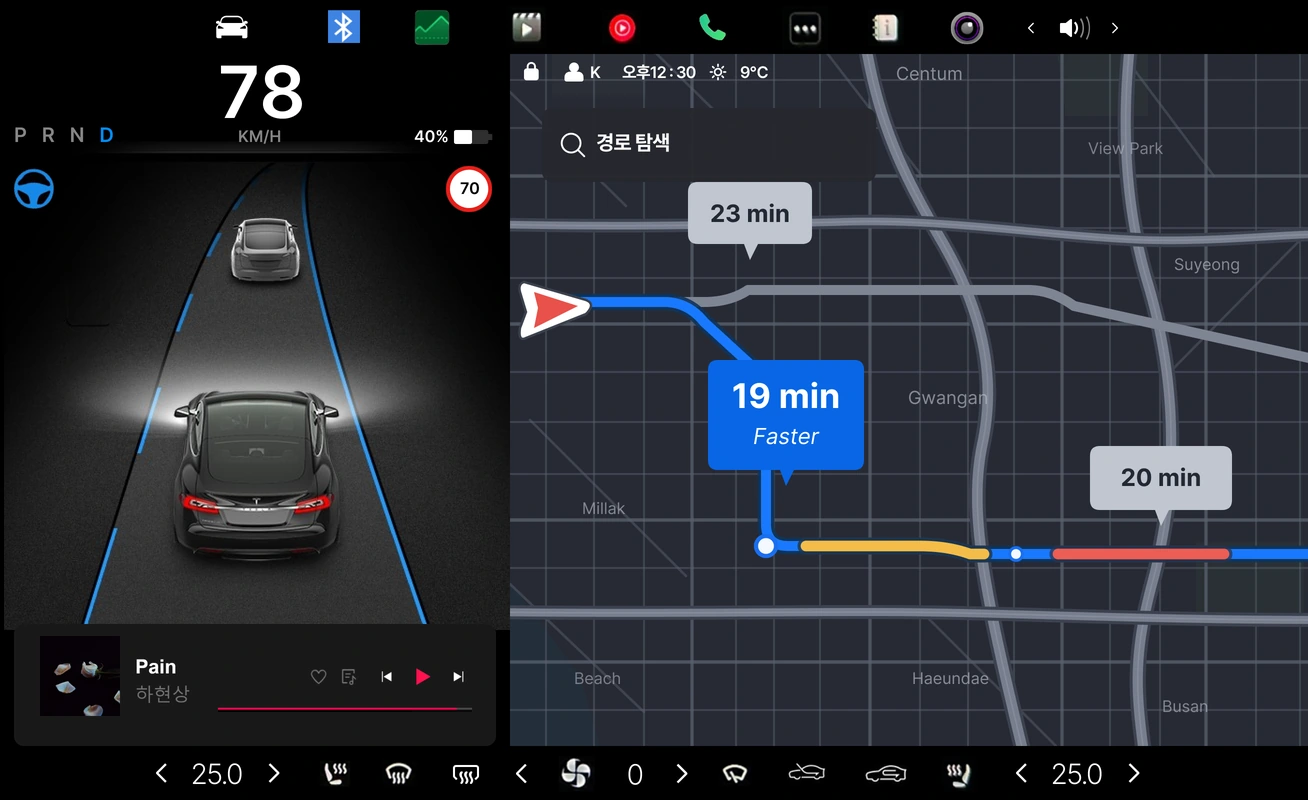 78
KM/H
P R N D
40%
70
K 오후12:30 9°C
경로 탐색
Centum
View Park
23 min
Suyeong
19 min
Faster
Gwangan
20 min
Millak
Beach
Haeundae
Busan
Pain
하현상
25.0
0
25.0